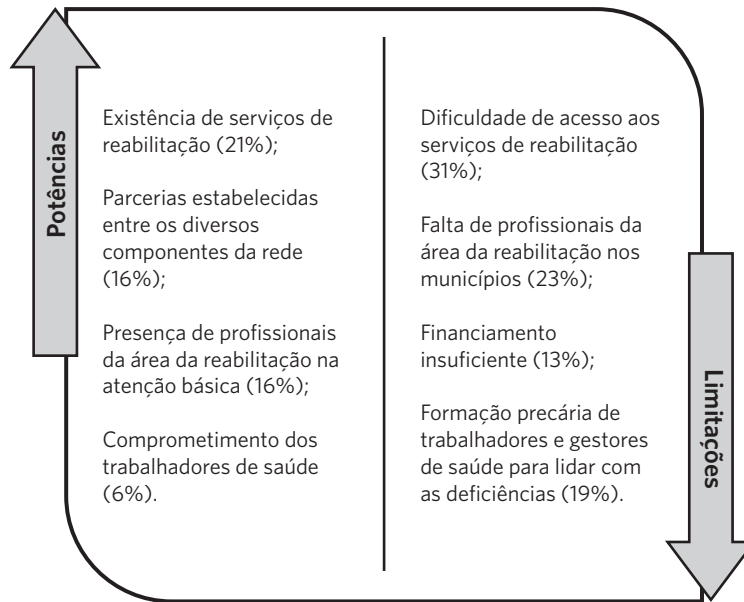 Potências
Existência de serviços de
reabilitação (21%);
Parcerias estabelecidas
entre os diversos
componentes da rede
(16%);
Presença de profissionais
da área da reabilitação na
atenção básica (16%);
Comprometimento dos
trabalhadores de saúde
(6%).
Dificuldade de acesso aos
serviços de reabilitação
(31%);
Falta de profissionais da
área da reabilitação nos
municípios (23%);
Financiamento
insuficiente (13%);
Formação precária de
trabalhadores e gestores
de saúde para lidar com
as deficiências (19%).
Limitações